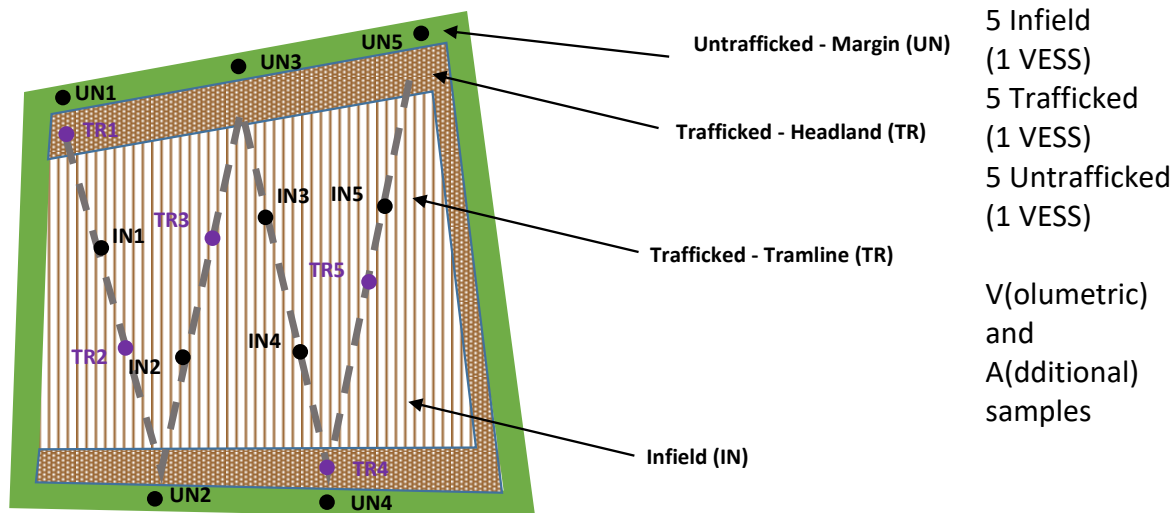 UN5
UN3
UN1
TR1
IN3
IN5
TR3
IN1
TR5
IN4
TR2
IN2
TR4
UN2
UN4
Untrafficked - Margin (UN)
Trafficked - Headland (TR)
Trafficked - Tramline (TR)
Infield (IN)
5 Infield
(1 VESS)
5 Trafficked
(1 VESS)
5 Untrafficked
(1 VESS)
V(olumetric)
and
A(dditional)
samples